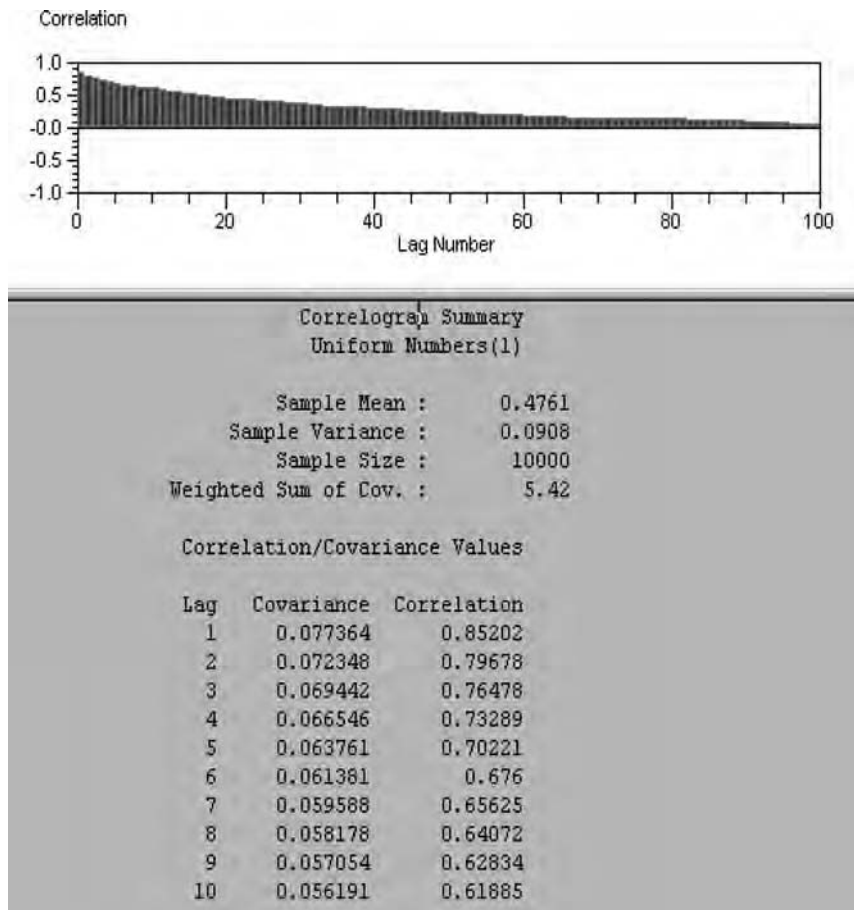 Correlation
1.0
0.5
-0.0
-0.5
-1.0
0 20 40 60 80 100
Lag Number
Correlogram Summary
Uniform Numbers(1)
Sample Mean : 0.4761
Sample Variance : 0.0908
Sample Size : 10000
Weighted Sum of Cov. : 5.42
Correlation/Covariance Values
Lag Covariance Correlation
1 0.077364 0.85202
2 0.072348 0.79678
3 0.069442 0.76478
4 0.066546 0.73289
5 0.063761 0.70221
6 0.061381 0.676
7 0.059588 0.65625
8 0.058178 0.64072
9 0.057054 0.62834
10 0.056191 0.61885